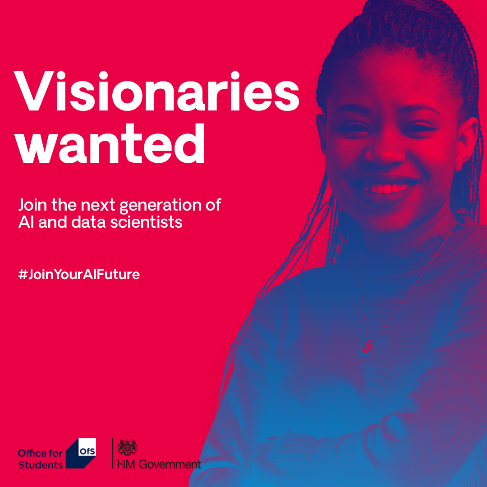 Visionaries
wanted
Join the next generation of
AI and data scientists
#JoinYourAIFuture
Office for
Students
OfS
HM Government